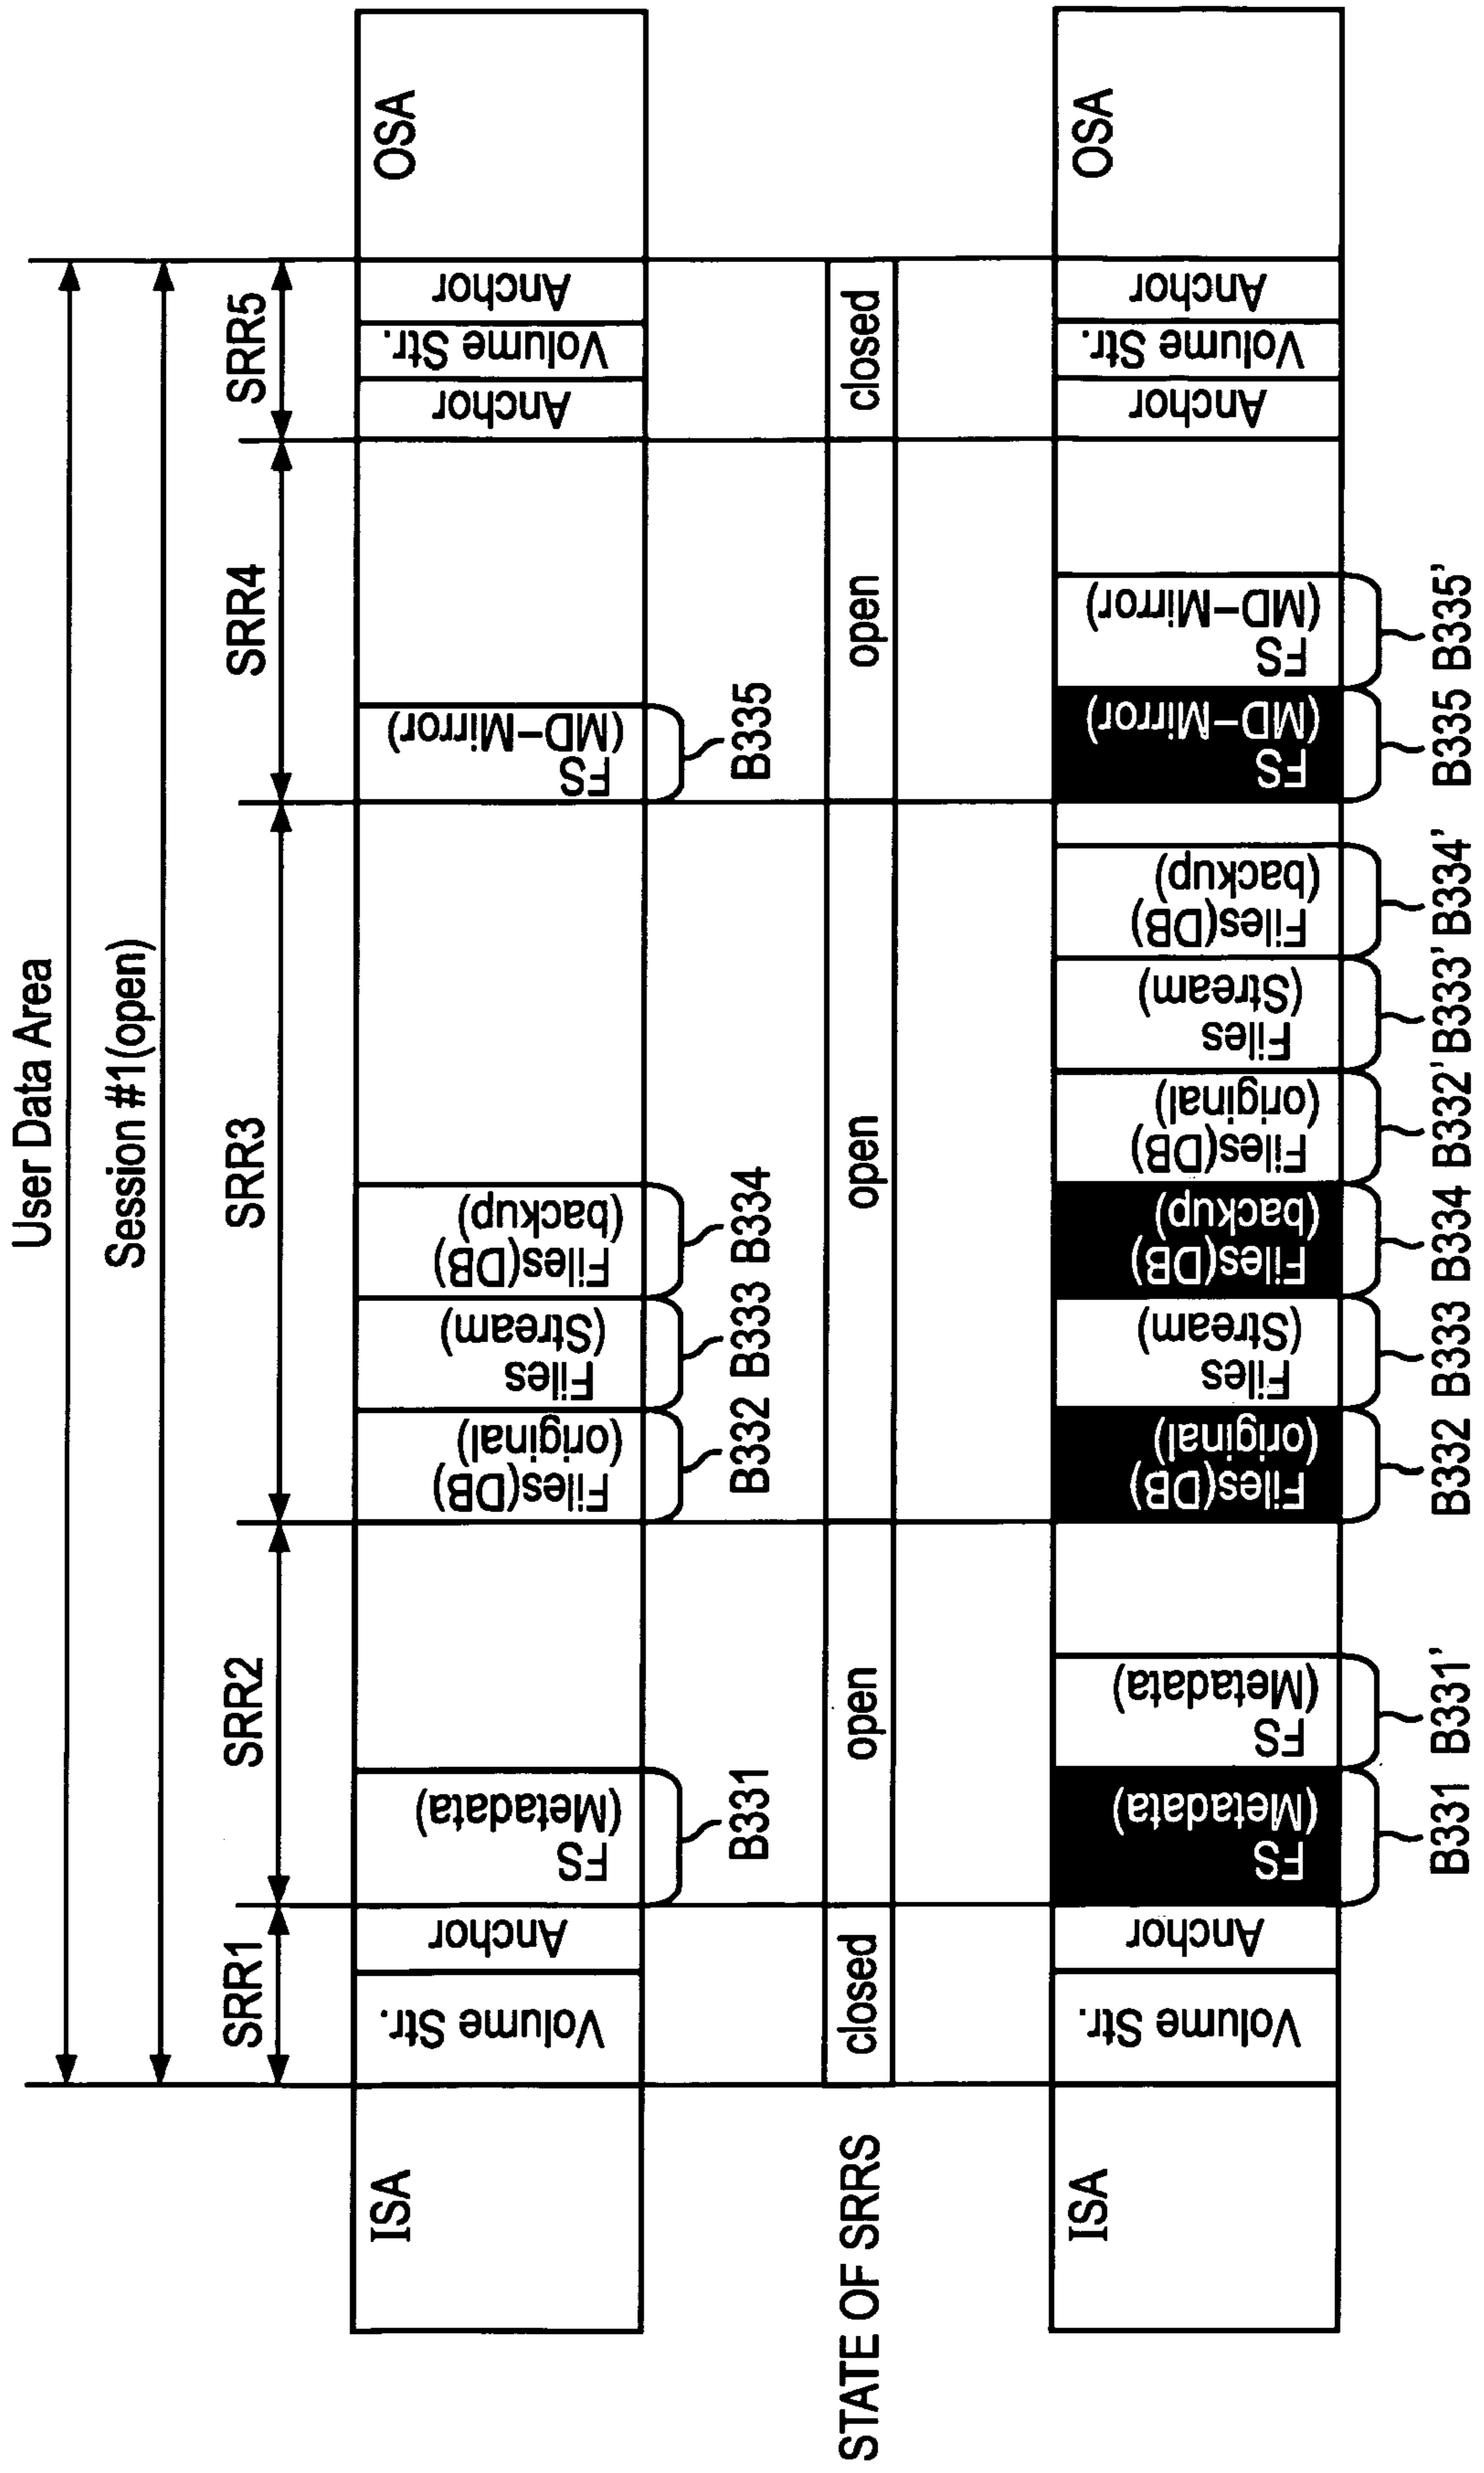 User Data Area
Session #1(open)
SRR1
SRR2
SRR3
SRR4
SRR5
ISA
Volume Str.
Anchor
FS
(Metadata)
Files(DB)
(original)
Files
(Stream)
Files(DB)
(backup)
FS
(MD-Mirror)
Anchor
Volume Str.
Anchor
OSA
B331
B332
B333
B334
B335
STATE OF SRRS
closed
open
open
open
closed
ISA
Volume Str.
Anchor
FS
(Metadata)
FS
(Metadata)
Files(DB)
(original)
Files
(Stream)
Files(DB)
(backup)
Files(DB)
(original)
Files
(Stream)
Files(DB)
(backup)
FS
(MD-Mirror)
FS
(MD-Mirror)
Anchor
Volume Str.
Anchor
OSA
B331
B331'
B332
B333
B334
B332'
B333'
B334'
B335
B335'